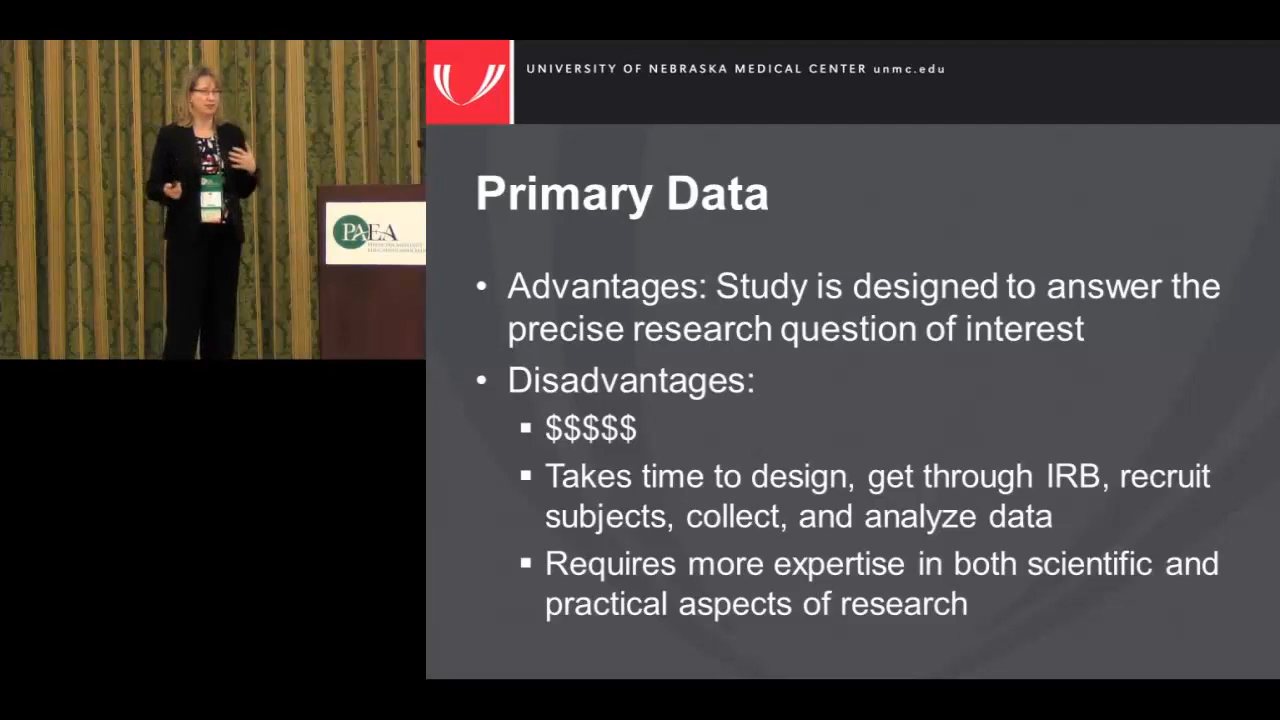 UNIVERSITY OF NEBRASKA MEDICAL CENTER unmc.edu
Primary Data
• Advantages: Study is designed to answer the
precise research question of interest
• Disadvantages:
▪ $$$$$
▪ Takes time to design, get through IRB, recruit
subjects, collect, and analyze data
▪ Requires more expertise in both scientific and
practical aspects of research
PAEA